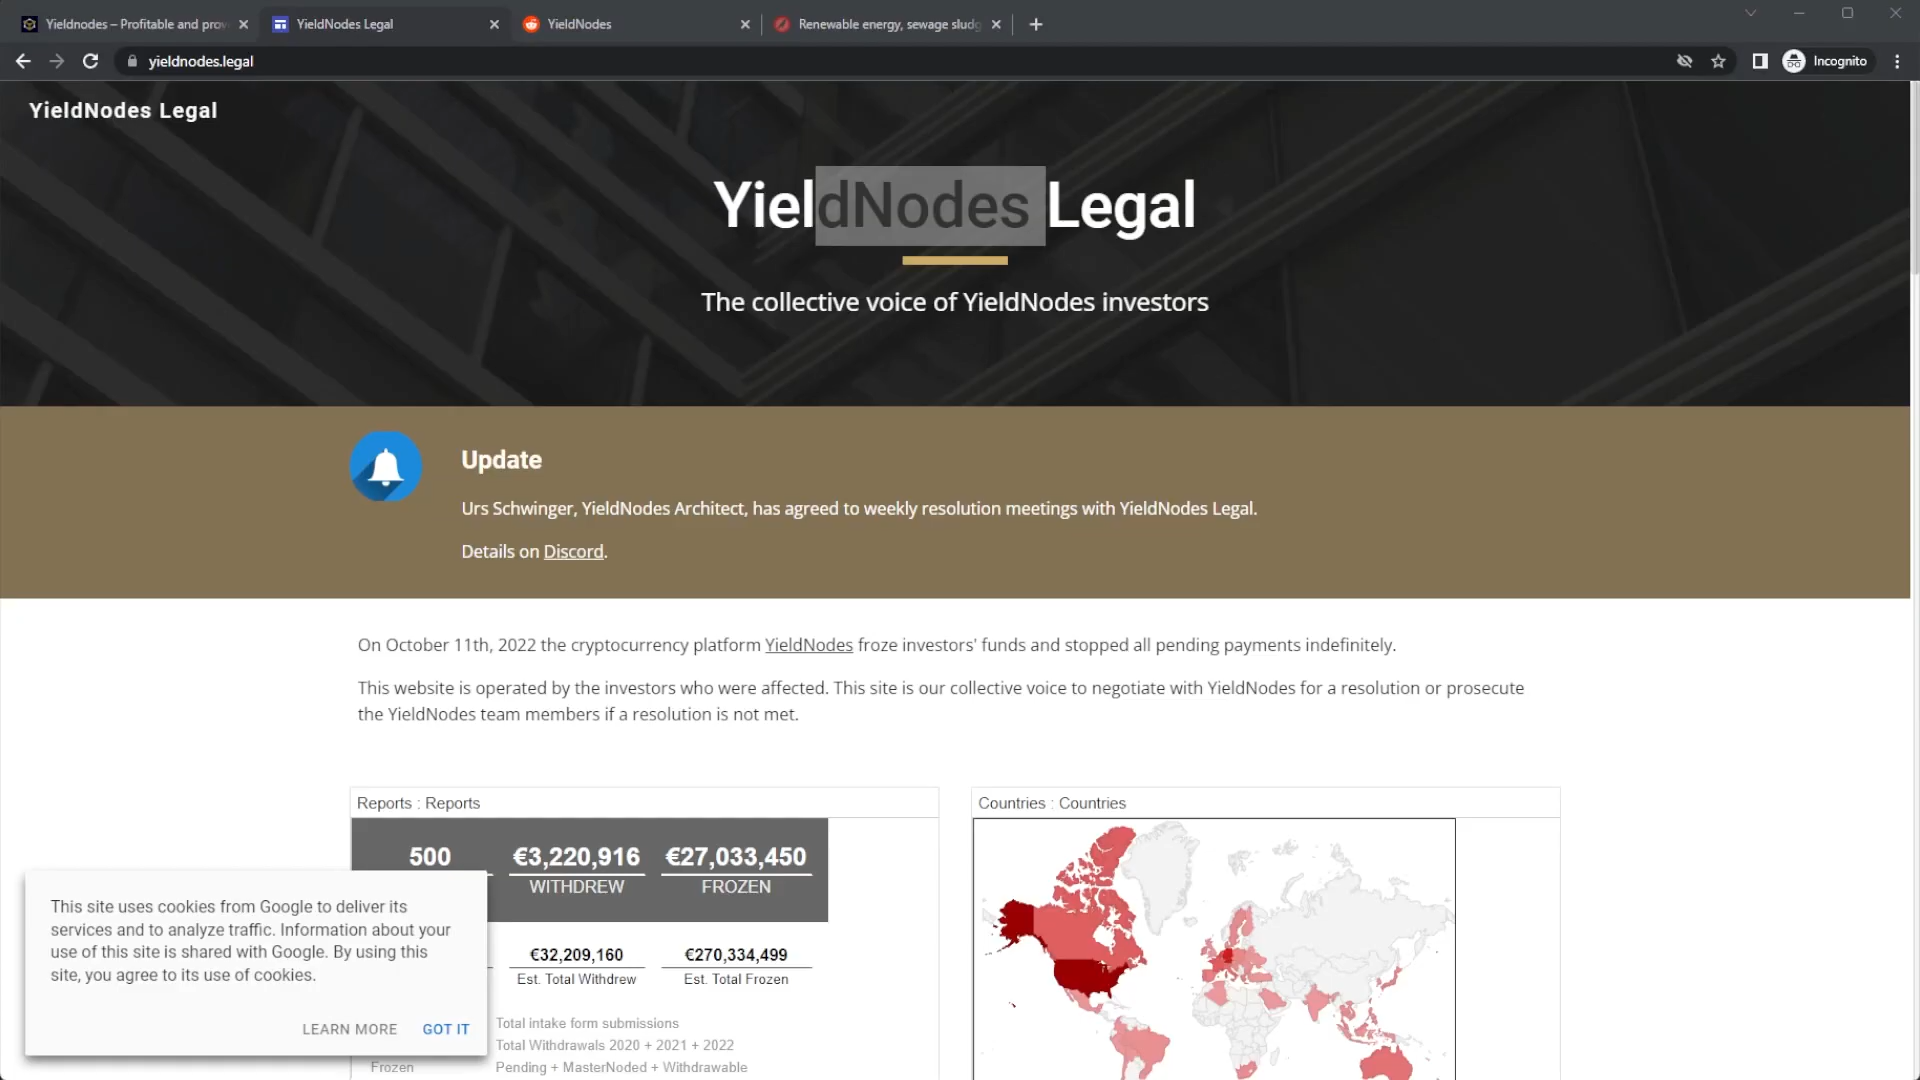 Yieldnodes – Profitable and prov
YieldNodes Legal
YieldNodes
Renewable energy, sewage sludg
yieldnodes.legal
Incognito
YieldNodes Legal
YieldNodes Legal
The collective voice of YieldNodes investors
Update
Urs Schwinger, YieldNodes Architect, has agreed to weekly resolution meetings with YieldNodes Legal.
Details on Discord.
On October 11th, 2022 the cryptocurrency platform YieldNodes froze investors' funds and stopped all pending payments indefinitely.
This website is operated by the investors who were affected. This site is our collective voice to negotiate with YieldNodes for a resolution or prosecute
the YieldNodes team members if a resolution is not met.
Reports : Reports
500 €3,220,916 €27,033,450
WITHDREW FROZEN
€32,209,160 €270,334,499
Est. Total Withdrew Est. Total Frozen
Total intake form submissions
Total Withdrawals 2020 + 2021 + 2022
Frozen Pending + MasterNoded + Withdrawable
Countries : Countries
This site uses cookies from Google to deliver its
services and to analyze traffic. Information about your
use of this site is shared with Google. By using this
site, you agree to its use of cookies.
LEARN MORE GOT IT